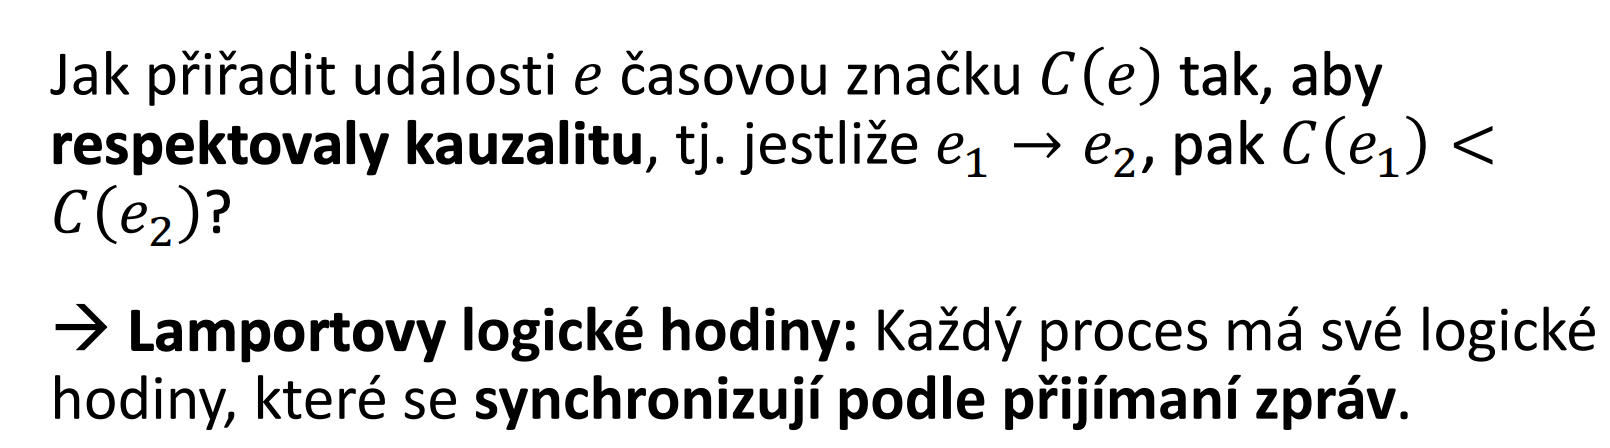 Jak přiřadit události e časovou značku C(e) tak, aby
respektovaly kauzalitu, tj. jestliže e₁ → e₂, pak C(e₁) <
C(e₂)?
→ Lamportovy logické hodiny: Každý proces má své logické
hodiny, které se synchronizují podle přijímaní zpráv.